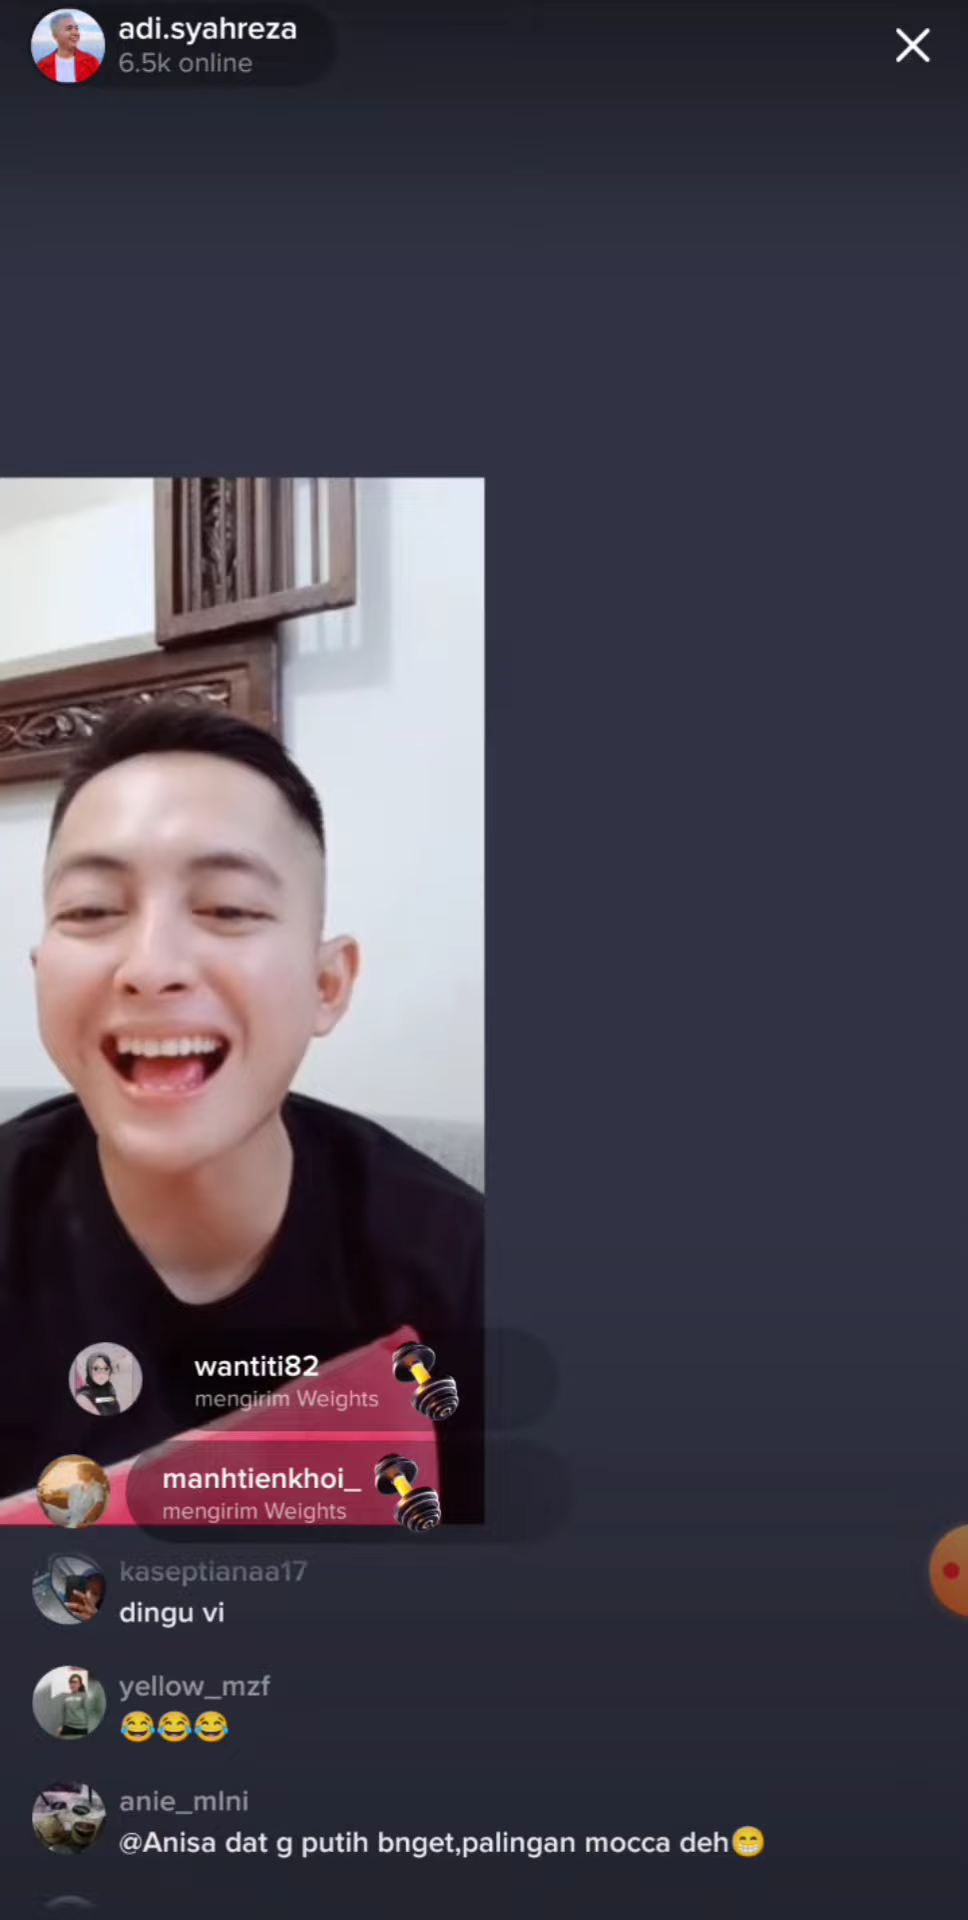 adi.syahreza
6.5k online
wantiti82
mengirim Weights
manhtienkhoi_
mengirim Weights
kaseptianaa17
dingu vi
yellow_mzf
😂😂😂
anie_mlni
@Anisa dat g putih bnget,palingan mocca deh😁